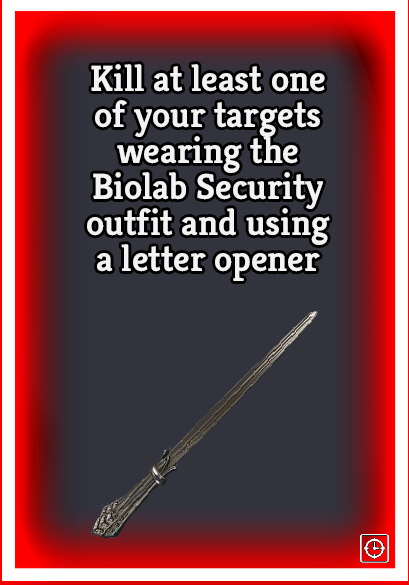 Kill at least one
of your targets
wearing the
Biolab Security
outfit and using
a letter opener